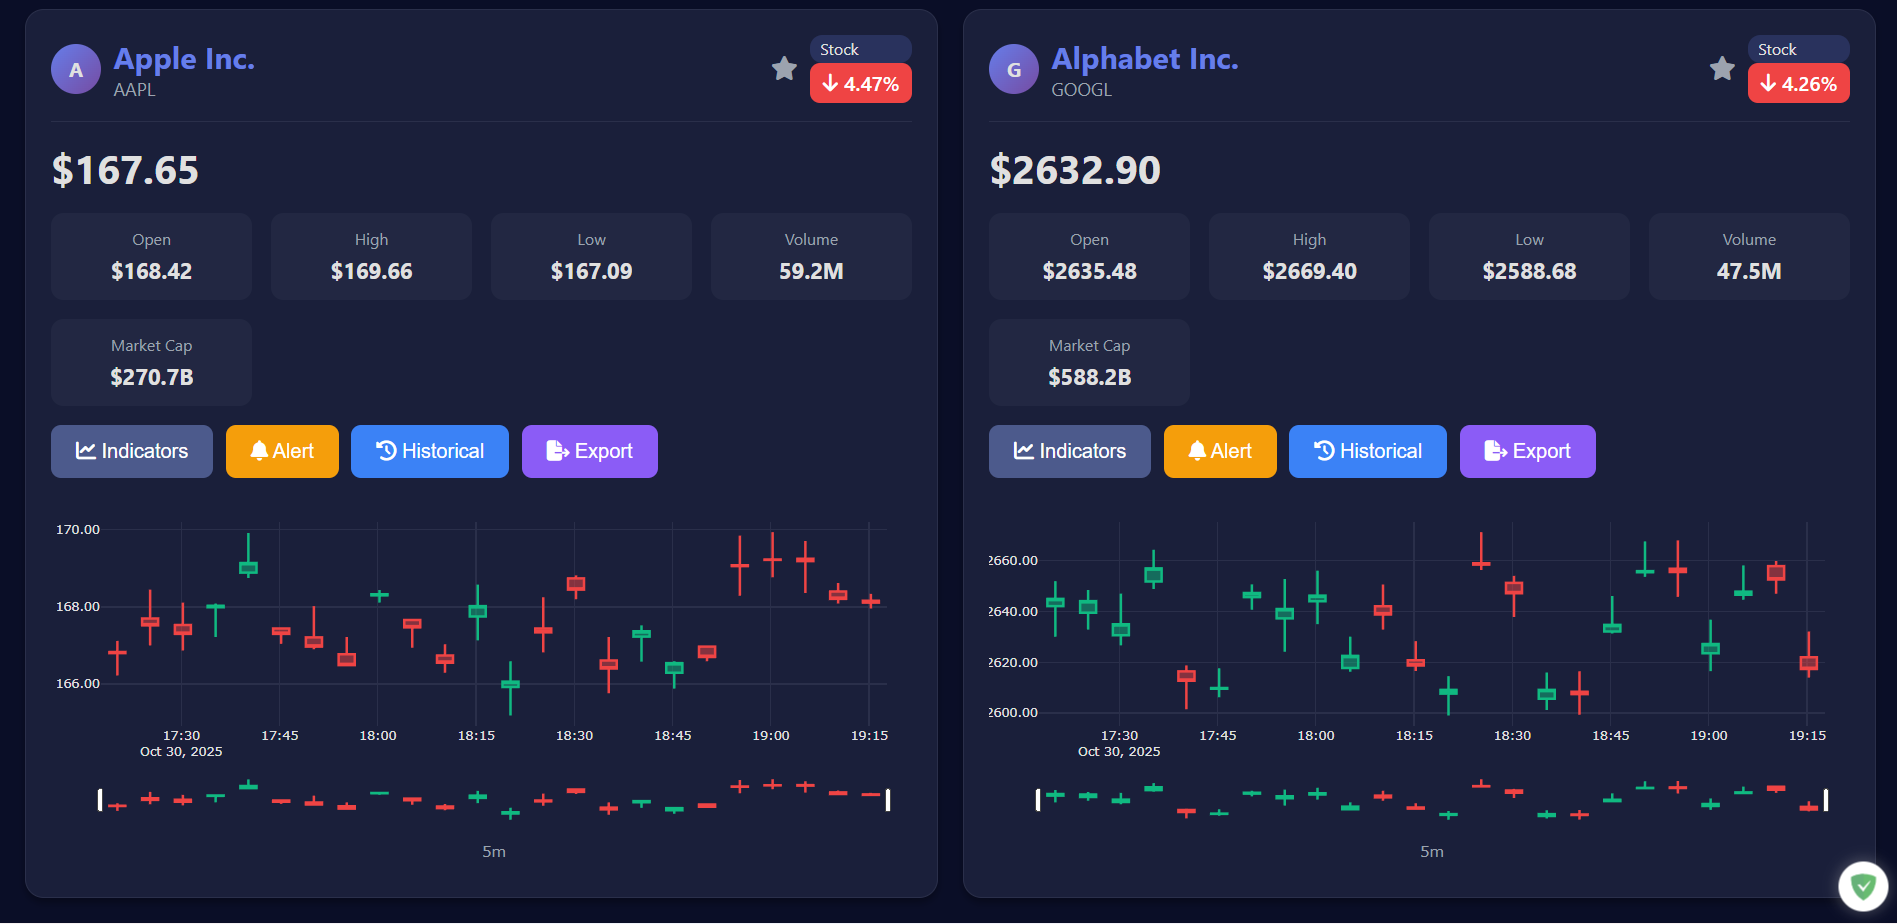 A
Apple Inc.
AAPL
Stock
4.47%
$167.65
Open
$168.42
High
$169.66
Low
$167.09
Volume
59.2M
Market Cap
$270.7B
Indicators
Alert
Historical
Export
170.00
168.00
166.00
17:30
Oct 30, 2025
17:45
18:00
18:15
18:30
18:45
19:00
19:15
5m
G
Alphabet Inc.
GOOGL
Stock
4.26%
$2632.90
Open
$2635.48
High
$2669.40
Low
$2588.68
Volume
47.5M
Market Cap
$588.2B
Indicators
Alert
Historical
Export
2660.00
2640.00
2620.00
2600.00
17:30
Oct 30, 2025
17:45
18:00
18:15
18:30
18:45
19:00
19:15
5m